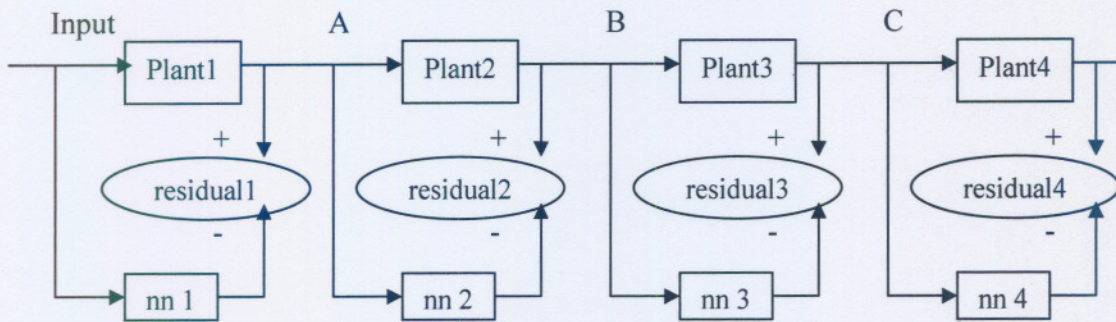 Input A B C
Plant1 Plant2 Plant3 Plant4
+ + + +
residual1 residual2 residual3 residual4
- - - -
nn 1 nn 2 nn 3 nn 4